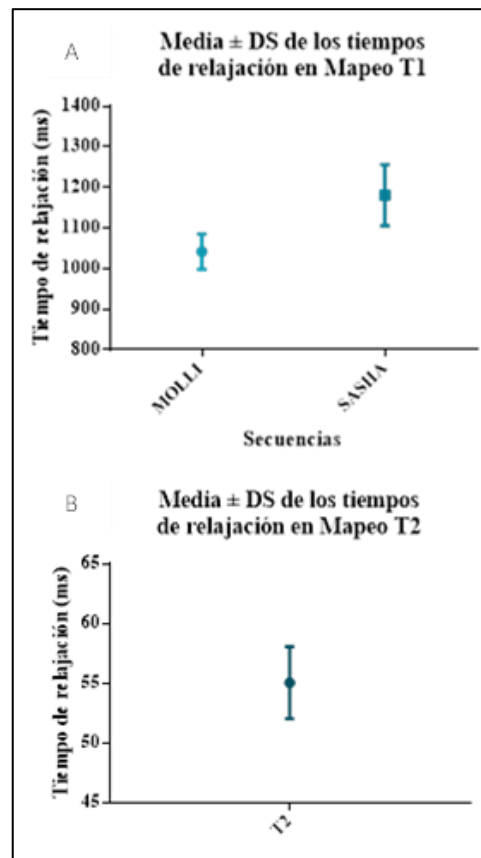 A
Media ± DS de los tiempos
de relajación en Mapeo T1
Tiempo de relajación (ms)
1400
1300
1200
1100
1000
900
800
MOLLI
SASHA
Secuencias
B
Media ± DS de los tiempos
de relajación en Mapeo T2
Tiempo de relajación (ms)
65
60
55
50
45
T2